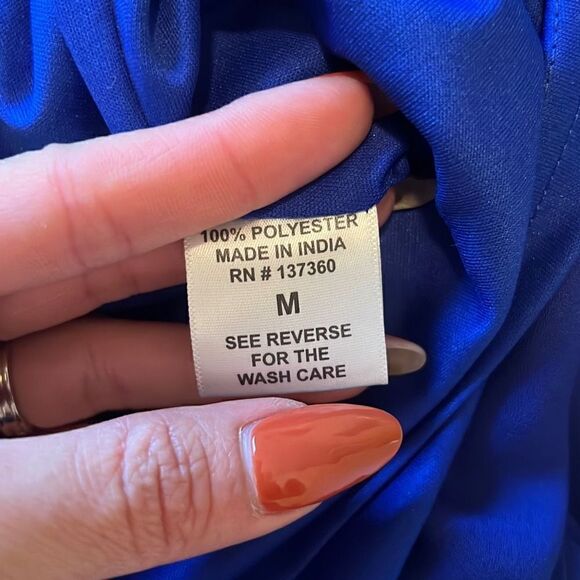 100% POLYESTER
MADE IN INDIA
RN # 137360
M
SEE REVERSE
FOR THE
WASH CARE